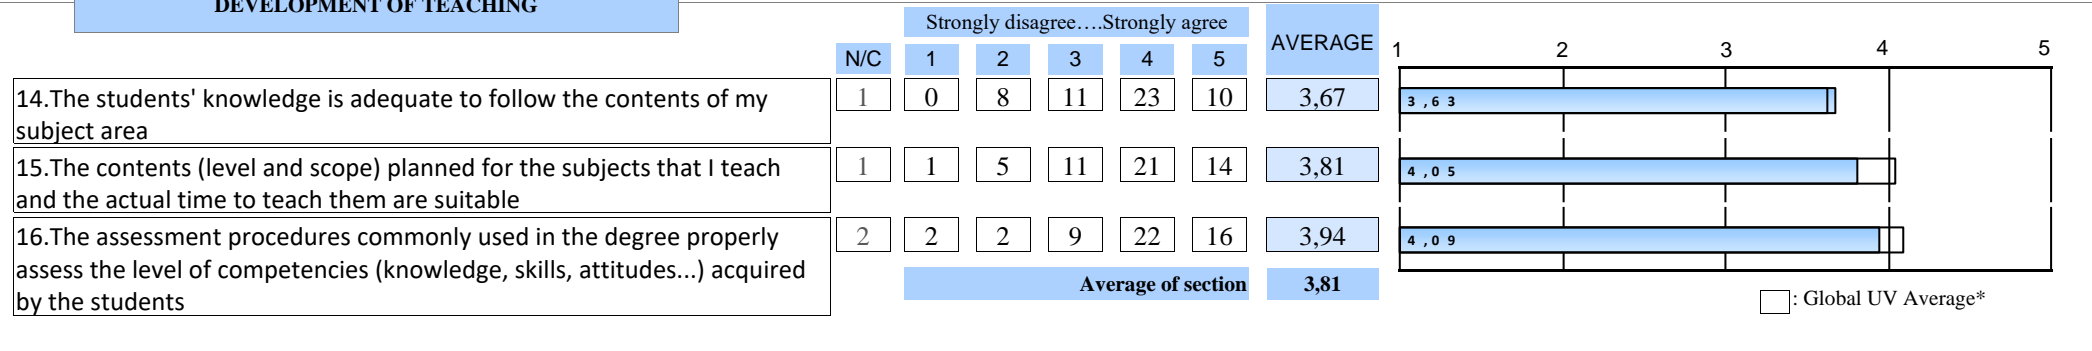 DEVELOPMENT OF TEACHING
Strongly disagree....Strongly agree
AVERAGE
N/C 1 2 3 4 5
1 2 3 4 5
14.The students' knowledge is adequate to follow the contents of my
subject area
1 0 8 11 23 10 3,67
3,63
15.The contents (level and scope) planned for the subjects that I teach
and the actual time to teach them are suitable
1 1 5 11 21 14 3,81
4,05
16.The assessment procedures commonly used in the degree properly
assess the level of competencies (knowledge, skills, attitudes...) acquired
by the students
2 2 2 9 22 16 3,94
4,09
Average of section 3,81
: Global UV Average*